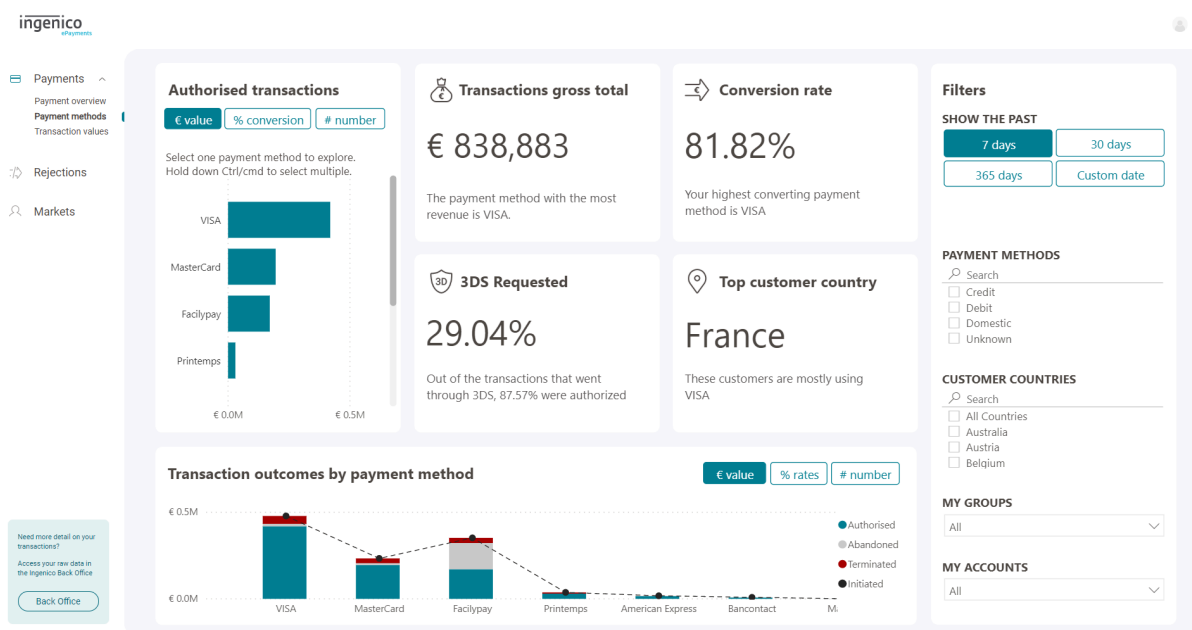 ingenico
ePayments
Payments
Payment overview
Payment methods
Transaction values
Rejections
Markets
Need more detail on your
transactions?
Access your raw data in
the Ingenico Back Office
Back Office
Authorised transactions
€ value
% conversion
# number
Select one payment method to explore.
Hold down Ctrl/cmd to select multiple.
VISA
MasterCard
Facilypay
Printemps
€ 0.0M
€ 0.5M
Transactions gross total
€ 838,883
The payment method with the most
revenue is VISA.
Conversion rate
81.82%
Your highest converting payment
method is VISA
3D
3DS Requested
29.04%
Out of the transactions that went
through 3DS, 87.57% were authorized
Top customer country
France
These customers are mostly using
VISA
Transaction outcomes by payment method
€ value
% rates
# number
€ 0.5M
€ 0.0M
VISA
MasterCard
Facilypay
Printemps
American Express
Bancontact
M
Authorised
Abandoned
Terminated
Initiated
Filters
SHOW THE PAST
7 days
30 days
365 days
Custom date
PAYMENT METHODS
Search
Credit
Debit
Domestic
Unknown
CUSTOMER COUNTRIES
Search
All Countries
Australia
Austria
Belgium
MY GROUPS
All
MY ACCOUNTS
All